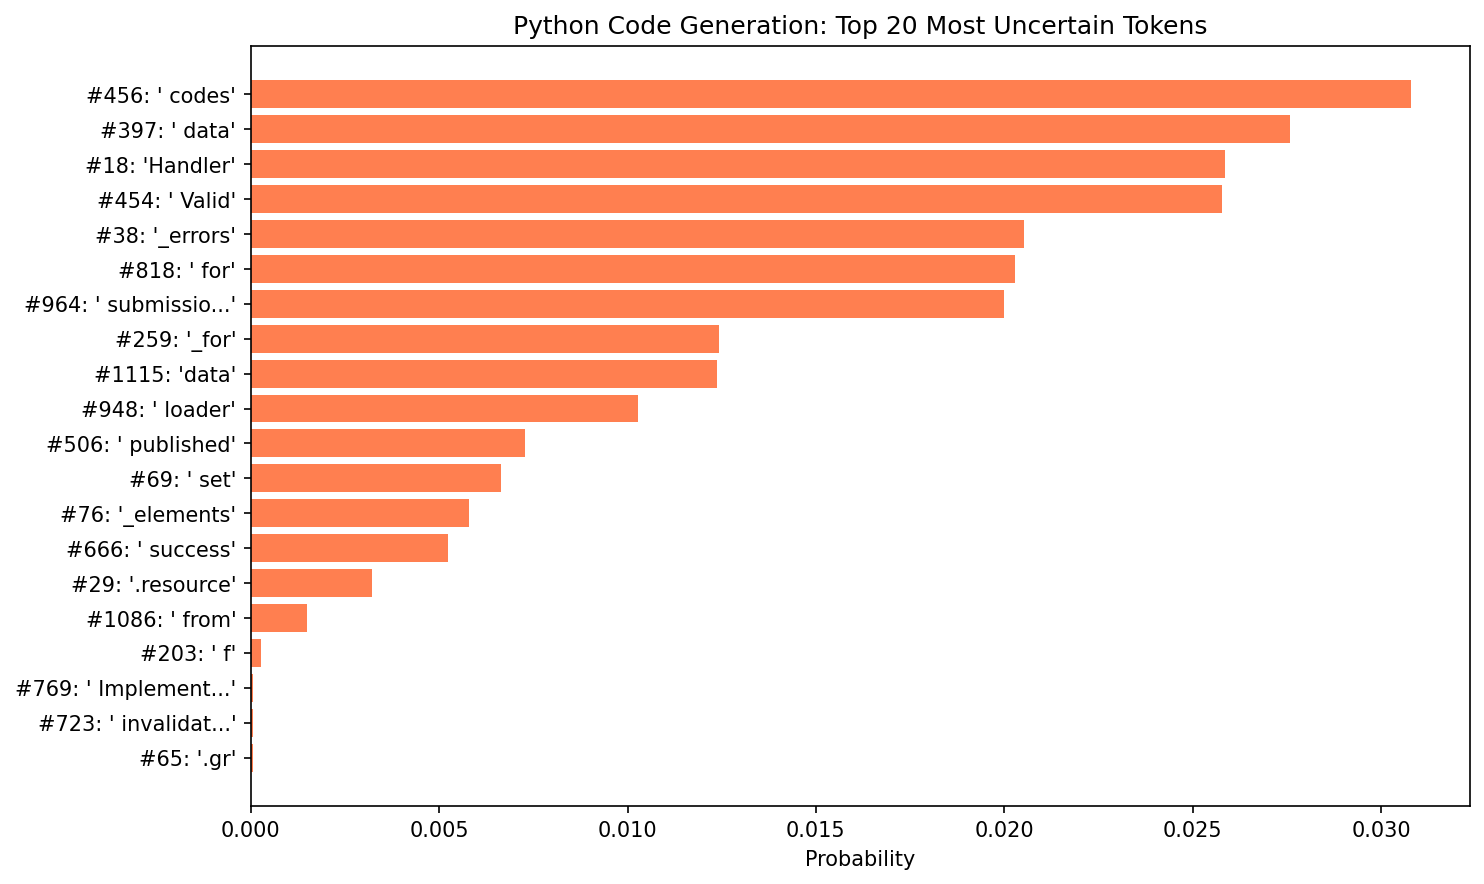 Python Code Generation: Top 20 Most Uncertain Tokens
#456: ' codes'
#397: ' data'
#18: 'Handler'
#454: ' Valid'
#38: '_errors'
#818: ' for'
#964: ' submissio...'
#259: '_for'
#1115: 'data'
#948: ' loader'
#506: ' published'
#69: ' set'
#76: '_elements'
#666: ' success'
#29: '.resource'
#1086: ' from'
#203: ' f'
#769: ' Implement...'
#723: ' invalidat...'
#65: '.gr'
0.000 0.005 0.010 0.015 0.020 0.025 0.030
Probability